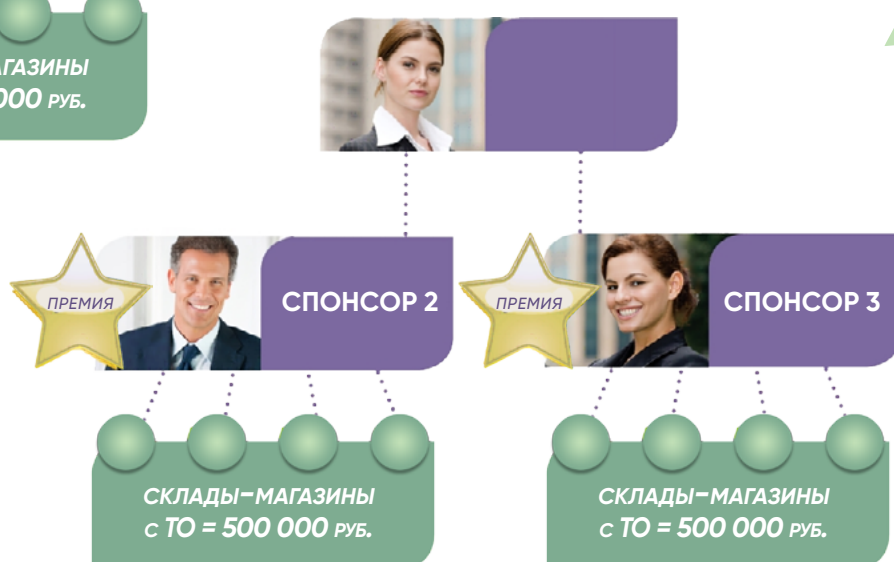 АГАЗИНЫ
000 РУБ.
ПРЕМИЯ
СПОНСОР 2
ПРЕМИЯ
СПОНСОР 3
СКЛАДЫ-МАГАЗИНЫ
С ТО = 500 000 РУБ.
СКЛАДЫ-МАГАЗИНЫ
С ТО = 500 000 РУБ.